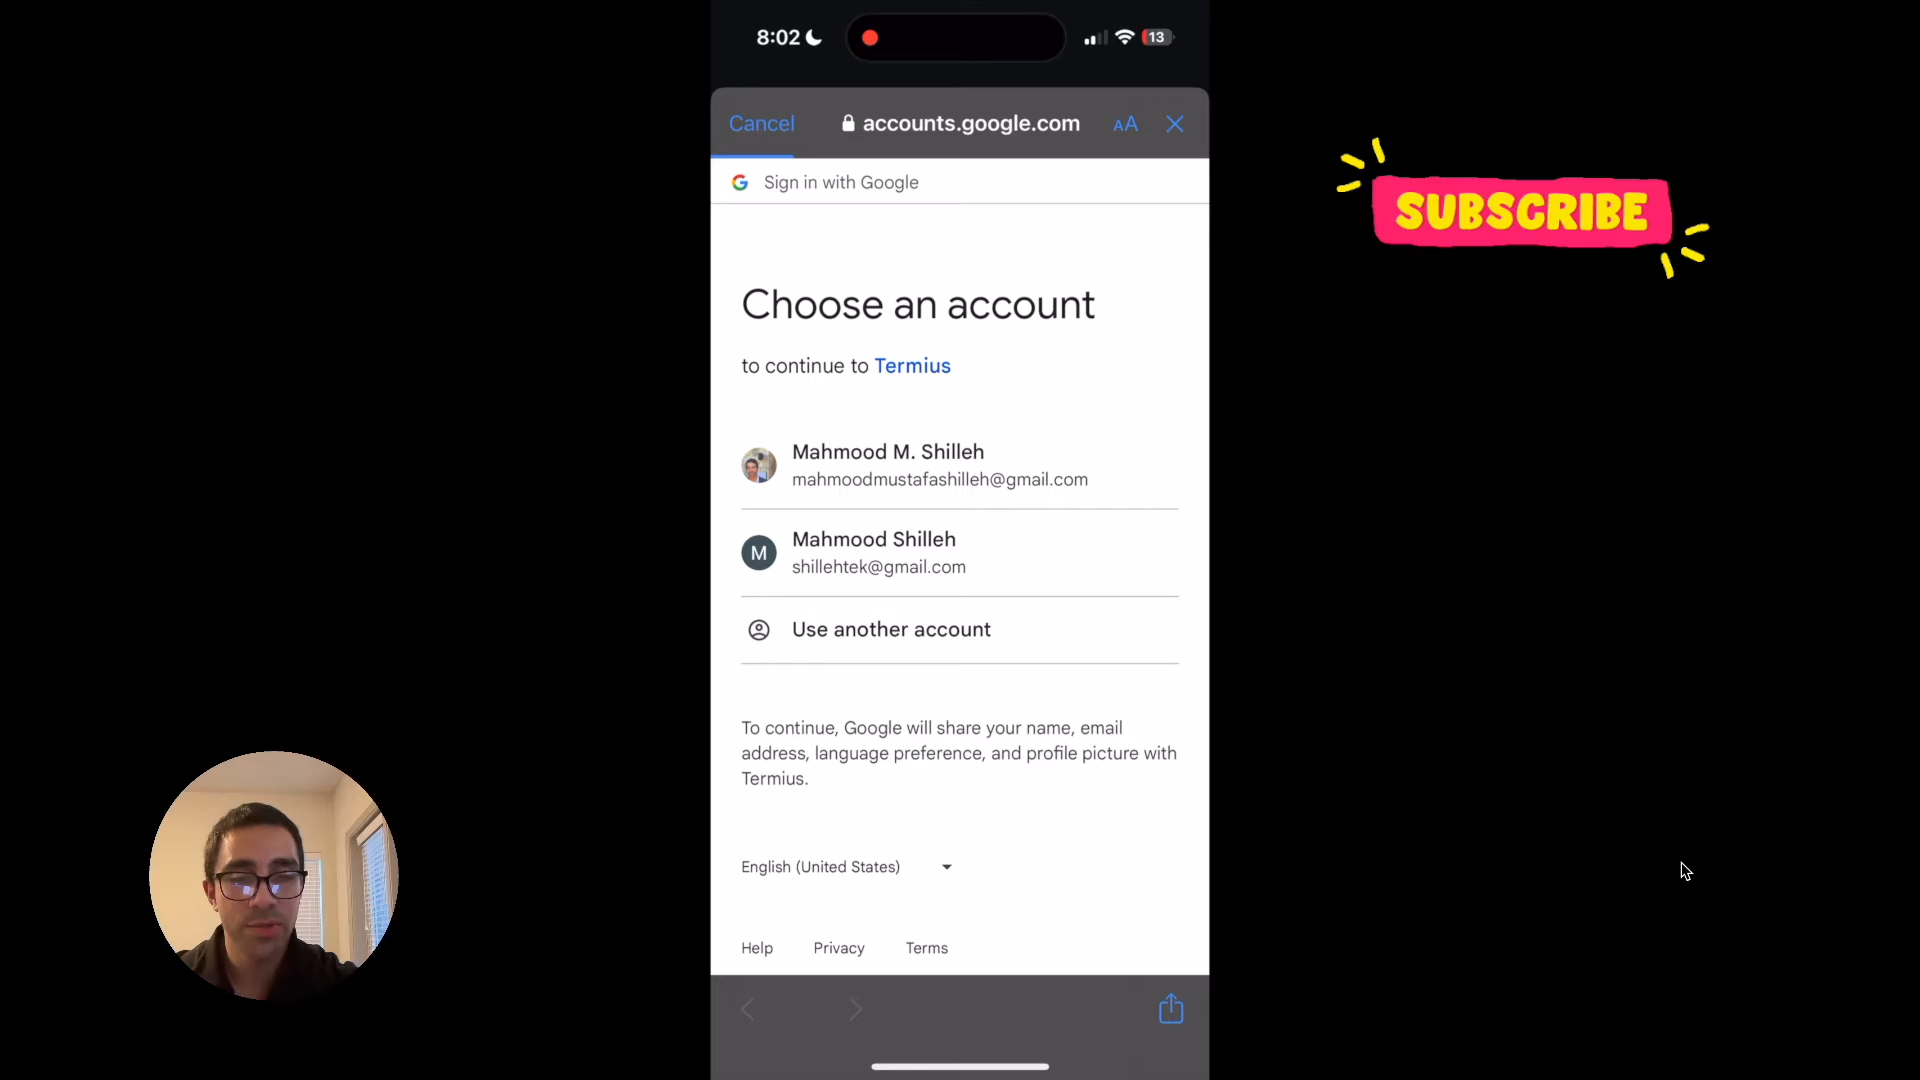 8:02
13
Cancel
accounts.google.com
AA
Sign in with Google
SUBSCRIBE
Choose an account
to continue to Termius
Mahmood M. Shilleh
mahmoodmustafashilleh@gmail.com
M
Mahmood Shilleh
shillehtek@gmail.com
Use another account
To continue, Google will share your name, email
address, language preference, and profile picture with
Termius.
English (United States)
Help Privacy Terms